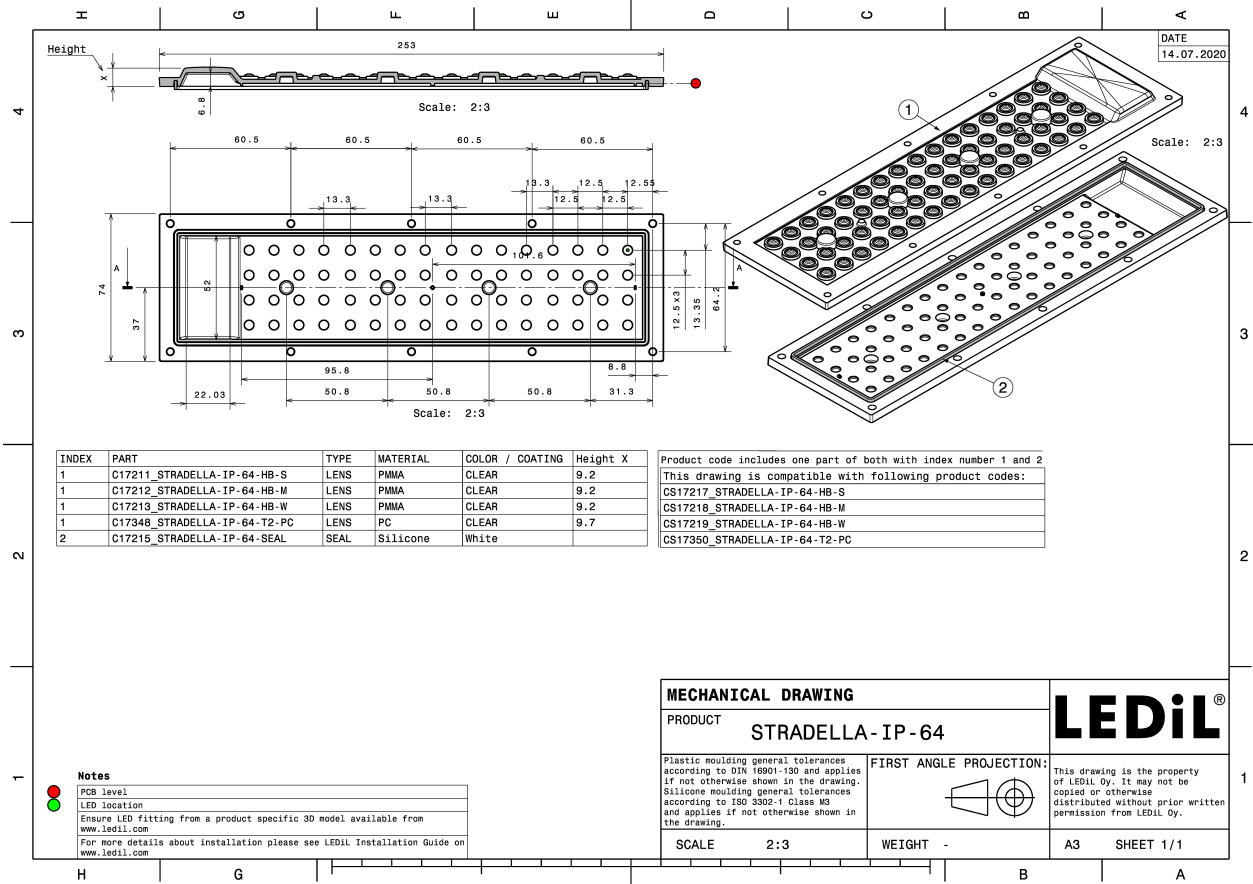 H G F E D C B A
DATE
14.07.2020
Height
253
X
6.8
Scale: 2:3
4
4
1
Scale: 2:3
60.5 60.5 60.5 60.5
13.3 12.5 12.55
13.3 13.3 12.5 12.5
101.6
A
A
74
37
52
12.5 x3
13.35
64.2
3
3
95.8
8.8
22.03
50.8 50.8 50.8 31.3
Scale: 2:3
2
INDEX PART TYPE MATERIAL COLOR / COATING Height X
1 C17211_STRADELLA-IP-64-HB-S LENS PMMA CLEAR 9.2
1 C17212_STRADELLA-IP-64-HB-M LENS PMMA CLEAR 9.2
1 C17213_STRADELLA-IP-64-HB-W LENS PMMA CLEAR 9.2
1 C17348_STRADELLA-IP-64-T2-PC LENS PC CLEAR 9.7
2 C17215_STRADELLA-IP-64-SEAL SEAL Silicone White
Product code includes one part of both with index number 1 and 2
This drawing is compatible with following product codes:
CS17217_STRADELLA-IP-64-HB-S
CS17218_STRADELLA-IP-64-HB-M
CS17219_STRADELLA-IP-64-HB-W
CS17350_STRADELLA-IP-64-T2-PC
2
2
MECHANICAL DRAWING
PRODUCT
STRADELLA-IP-64
LEDiL®
Plastic moulding general tolerances
according to DIN 16901-130 and applies
if not otherwise shown in the drawing.
Silicone moulding general tolerances
according to ISO 3302-1 Class M3
and applies if not otherwise shown in
the drawing.
FIRST ANGLE PROJECTION:
This drawing is the property
of LEDiL Oy. It may not be
copied or otherwise
distributed without prior written
permission from LEDiL Oy.
SCALE 2:3
WEIGHT -
A3 SHEET 1/1
1
1
Notes
PCB level
LED location
Ensure LED fitting from a product specific 3D model available from
www.ledil.com
For more details about installation please see LEDiL Installation Guide on
www.ledil.com
H G B A